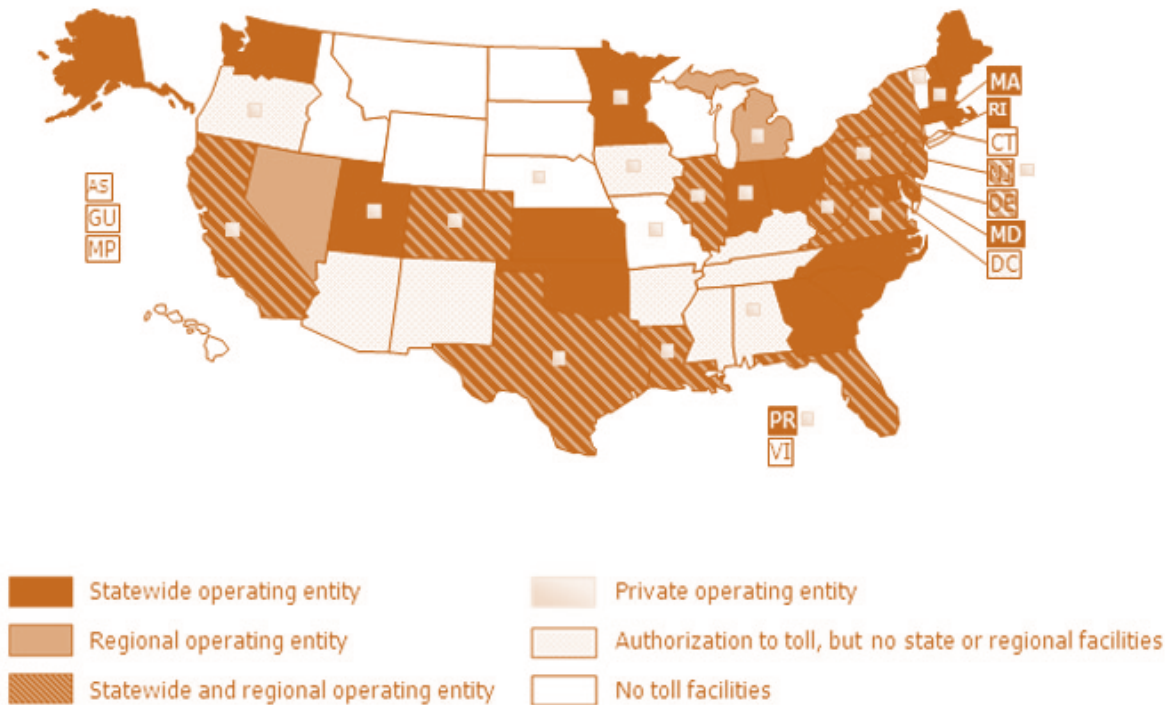 MA
RI
CT
NJ
DE
MD
DC
AS
GU
MP
PR
VI
Statewide operating entity
Regional operating entity
Statewide and regional operating entity
Private operating entity
Authorization to toll, but no state or regional facilities
No toll facilities